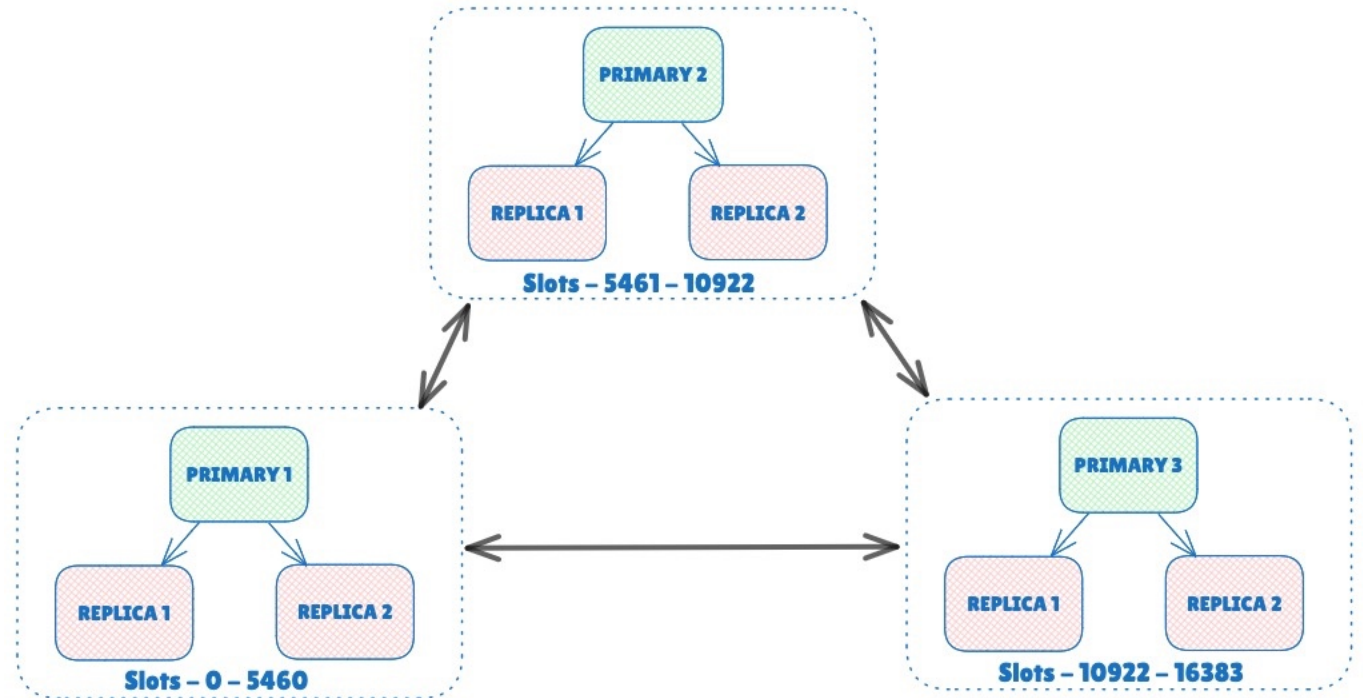 PRIMARY 2
REPLICA 1
REPLICA 2
Slots – 5461 – 10922
PRIMARY 1
REPLICA 1
REPLICA 2
Slots – 0 – 5460
PRIMARY 3
REPLICA 1
REPLICA 2
Slots – 10922 – 16383